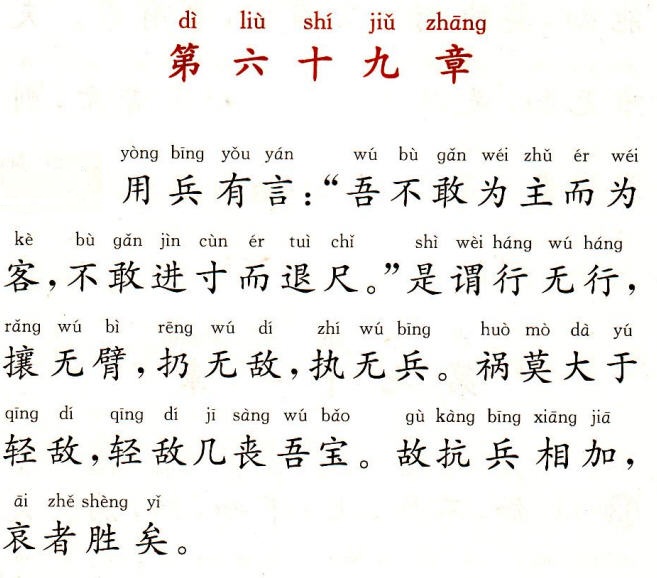 dì liù shí jiǔ zhāng
第六十九章
yòng bīng yǒu yán wú bù gǎn wéi zhǔ ér wéi
用兵有言：“吾不敢为主而为
kè bù gǎn jìn cùn ér tuì chǐ shì wèi háng wú háng
客，不敢进寸而退尺。”是谓行无行，
rǎng wú bì rēng wú dí zhí wú bīng huò mò dà yú
攘无臂，扔无敌，执无兵。祸莫大于
qīng dí qīng dí jī sàng wú bǎo gù kàng bīng xiāng jiā
轻敌，轻敌几丧吾宝。故抗兵相加，
āi zhě shèng yǐ
哀者胜矣。